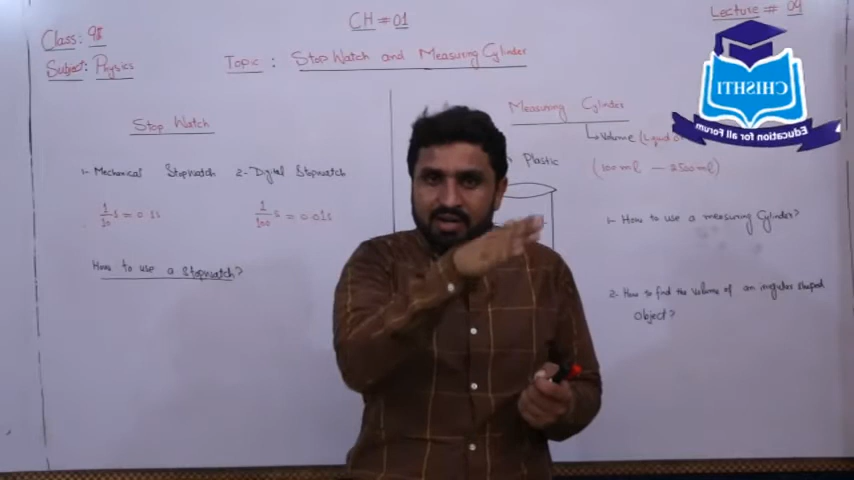 CH = 01
Lecture # 09
Class: 9th
Subject: Physics
Topic: Stop Watch and Measuring Cylinder
CHISHTI
Education For All Forum
Stop Watch
Measuring Cylinder
Volume (Liquid
Plastic
1- Mechanical Stopwatch 2- Digital Stopwatch
(100 ml — 2500 ml)
1/10 s = 0.1s
1/100 s = 0.01s
1- How to use a measuring Cylinder?
How to use a Stopwatch?
2- How to find the Volume of an irregular shaped
Object?